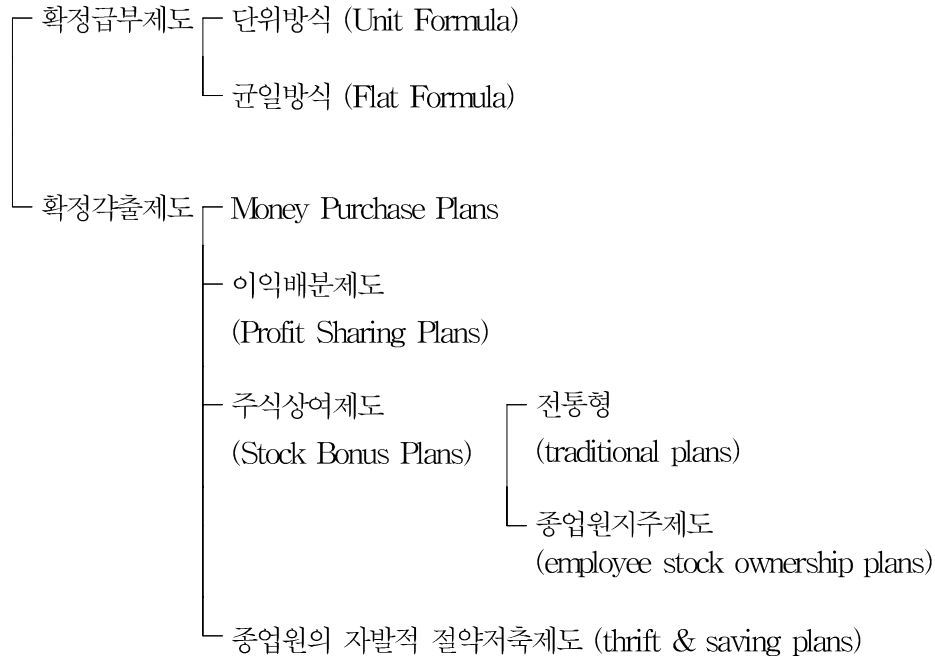 확정급부제도 단위방식 (Unit Formula)
균일방식 (Flat Formula)
확정갹출제도 Money Purchase Plans
이익배분제도
(Profit Sharing Plans)
주식상여제도 전통형
(Stock Bonus Plans) (traditional plans)
종업원지주제도
(employee stock ownership plans)
종업원의 자발적 절약저축제도 (thrift & saving plans)